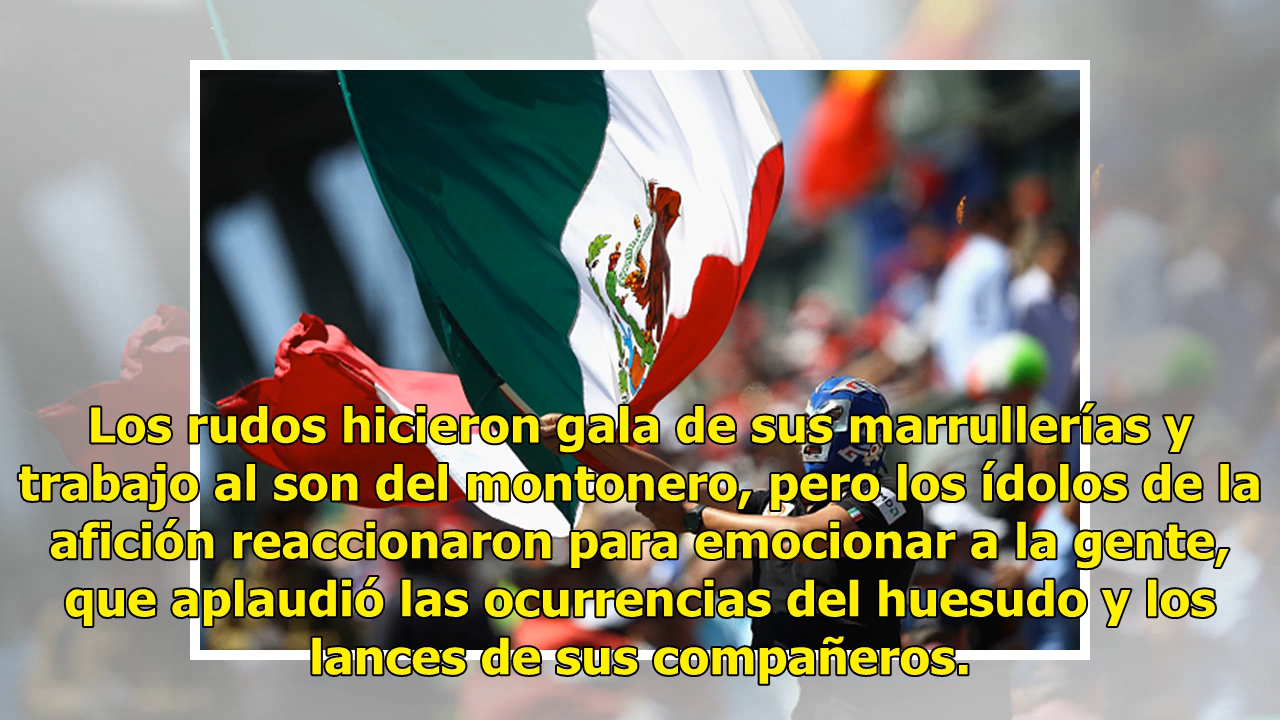 Los rudos hicieron gala de sus marrullerías y
trabajo al son del montonero, pero los ídolos de la
afición reaccionaron para emocionar a la gente,
que aplaudió las ocurrencias del huesudo y los
lances de sus compañeros.